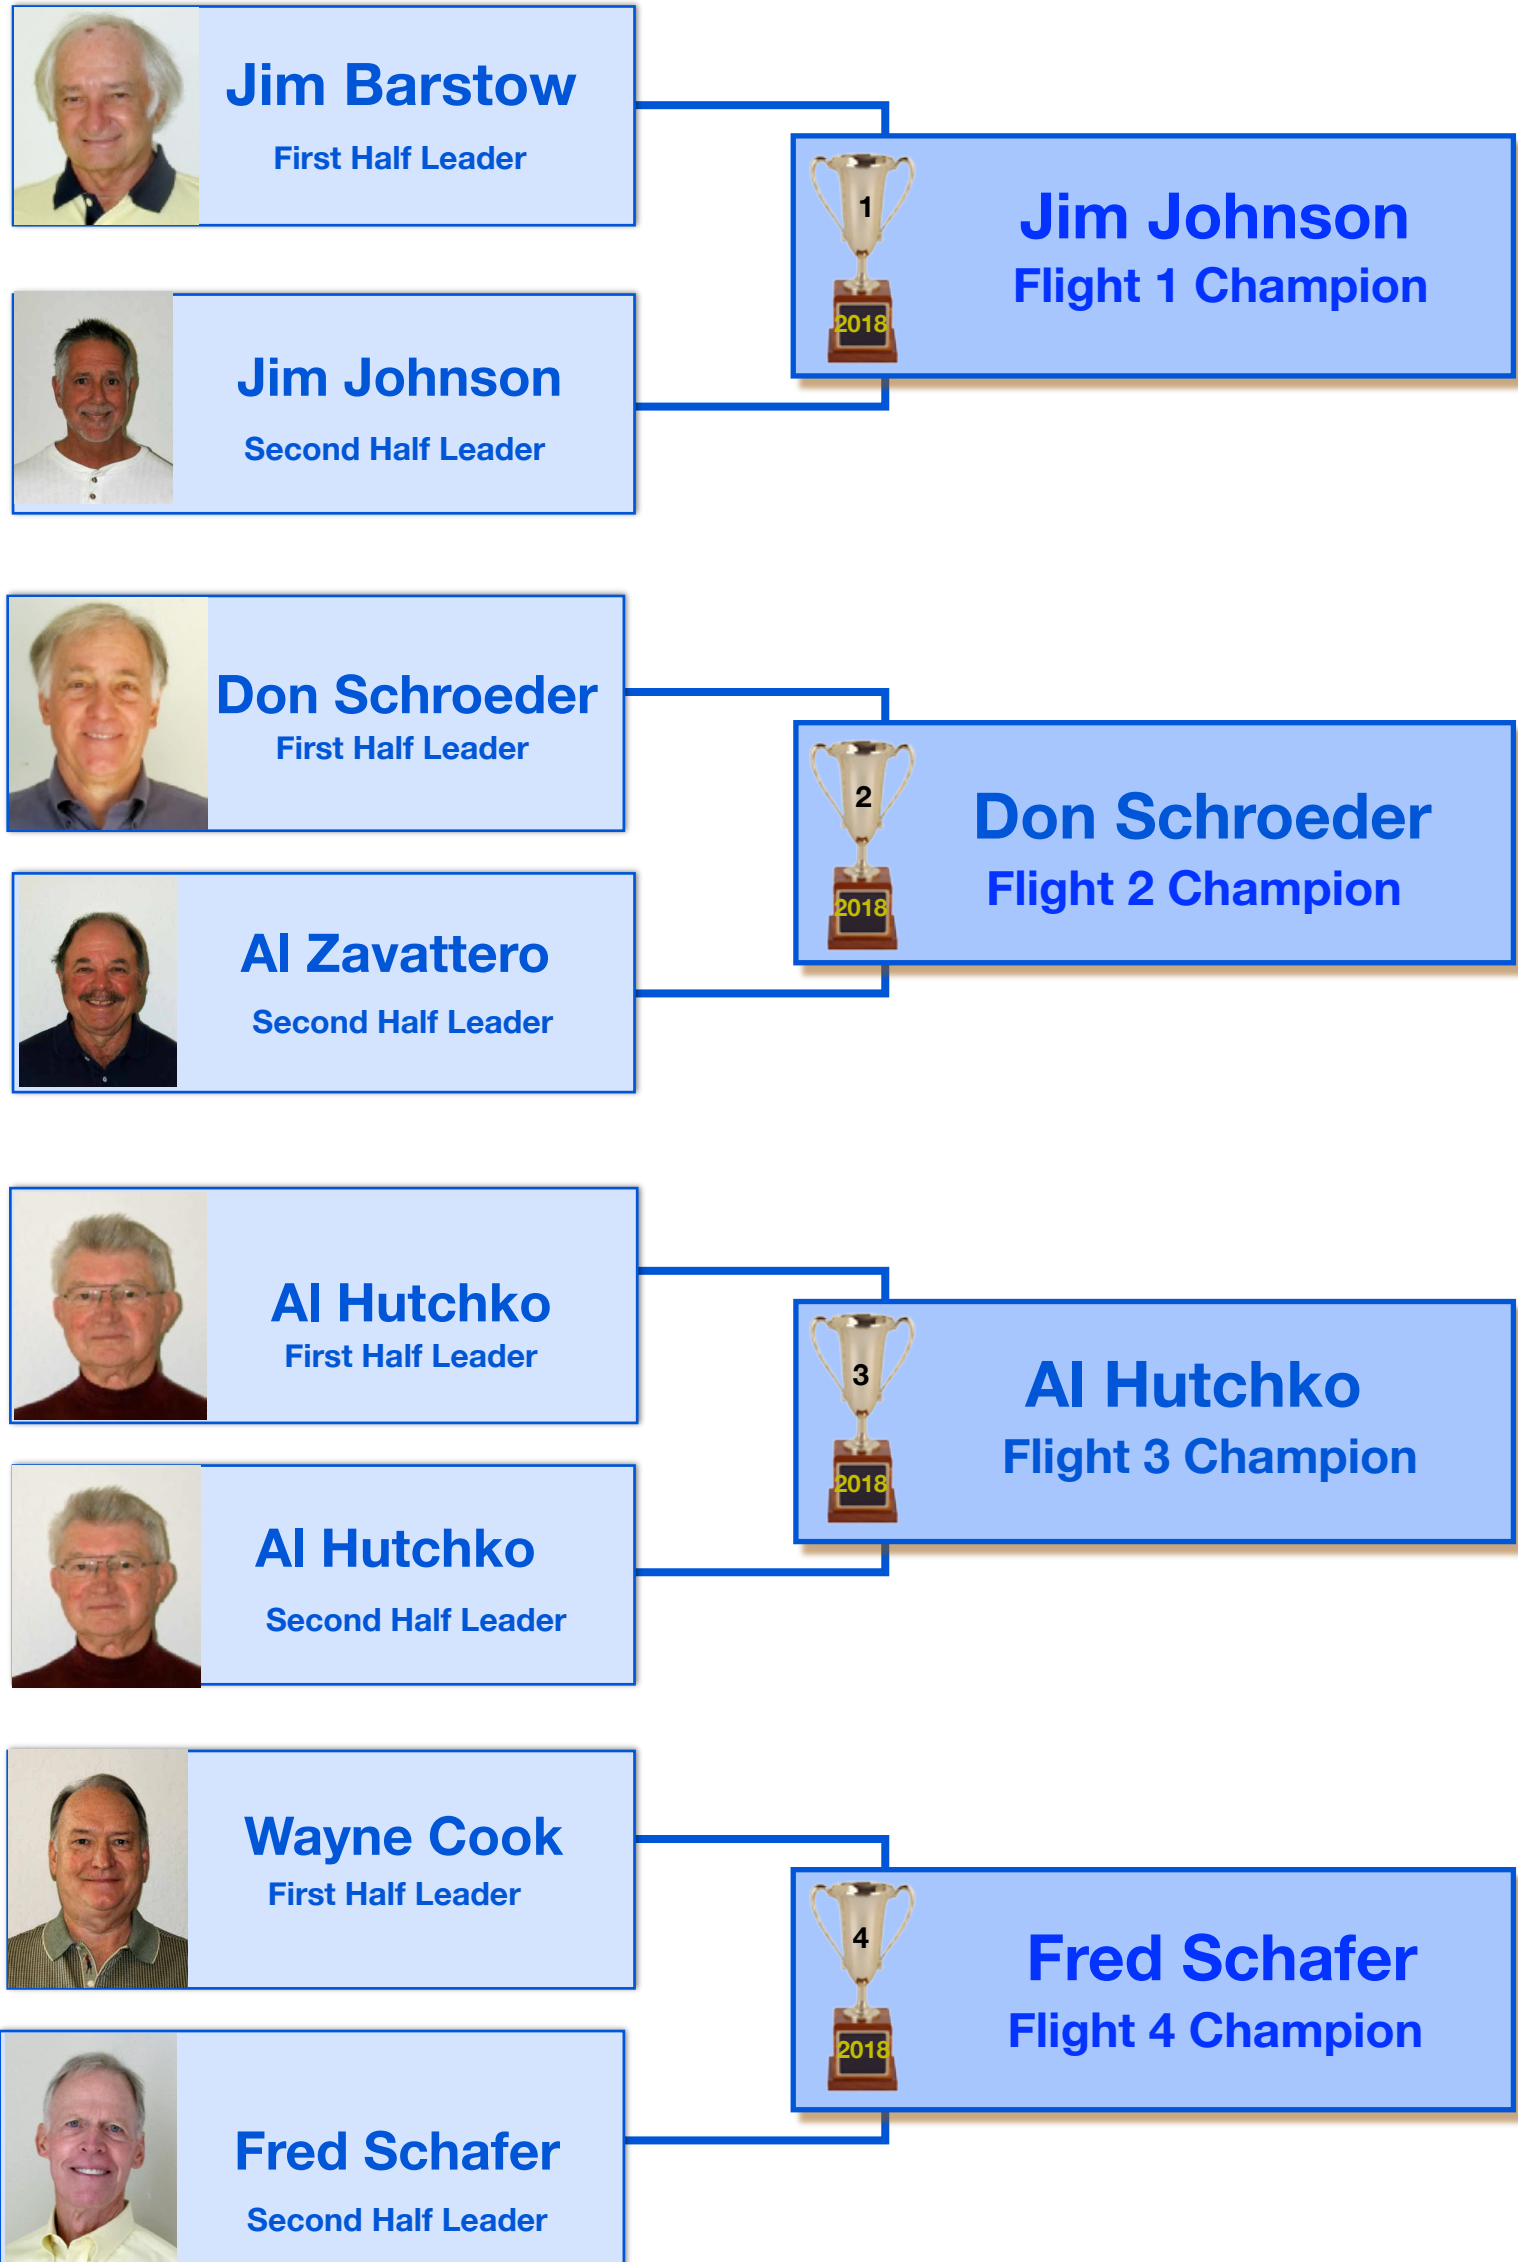 Jim Barstow
First Half Leader
1
2018
Jim Johnson
Flight 1 Champion
Jim Johnson
Second Half Leader
Don Schroeder
First Half Leader
2
2018
Don Schroeder
Flight 2 Champion
Al Zavattero
Second Half Leader
Al Hutchko
First Half Leader
3
2018
Al Hutchko
Flight 3 Champion
Al Hutchko
Second Half Leader
Wayne Cook
First Half Leader
4
2018
Fred Schafer
Flight 4 Champion
Fred Schafer
Second Half Leader